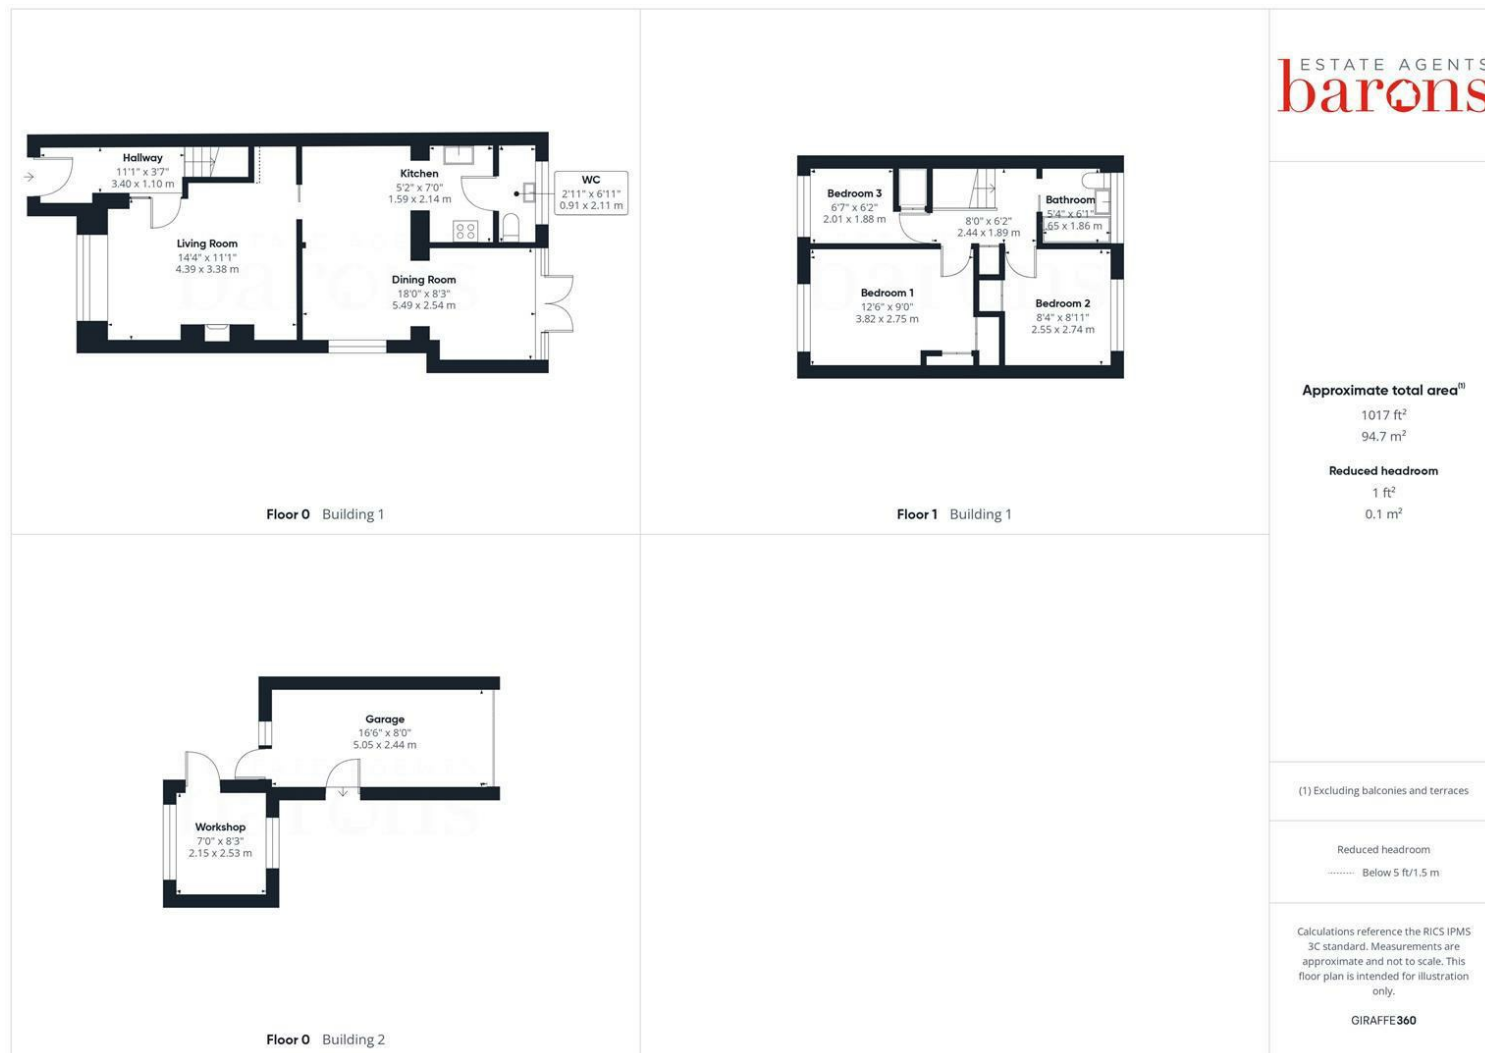 Hallway
11'1" x 3'7"
3.40 x 1.10 m
Kitchen
5'2" x 7'0"
1.59 x 2.14 m
WC
2'11" x 6'11"
0.91 x 2.11 m
Living Room
14'4" x 11'1"
4.39 x 3.38 m
Dining Room
18'0" x 8'3"
5.49 x 2.54 m
Floor 0 Building 1
Bedroom 3
6'7" x 6'2"
2.01 x 1.88 m
8'0" x 6'2"
2.44 x 1.89 m
Bathroom
5'4" x 6'1"
.65 x 1.86 m
Bedroom 1
12'6" x 9'0"
3.82 x 2.75 m
Bedroom 2
8'4" x 8'11"
2.55 x 2.74 m
Floor 1 Building 1
Garage
16'6" x 8'0"
5.05 x 2.44 m
Workshop
7'0" x 8'3"
2.15 x 2.53 m
Floor 0 Building 2
ESTATE AGENTS
barons
Approximate total area(1)
1017 ft²
94.7 m²
Reduced headroom
1 ft²
0.1 m²
(1) Excluding balconies and terraces
Reduced headroom
Below 5 ft/1.5 m
Calculations reference the RICS IPMS
3C standard. Measurements are
approximate and not to scale. This
floor plan is intended for illustration
only.
GIRAFFE360